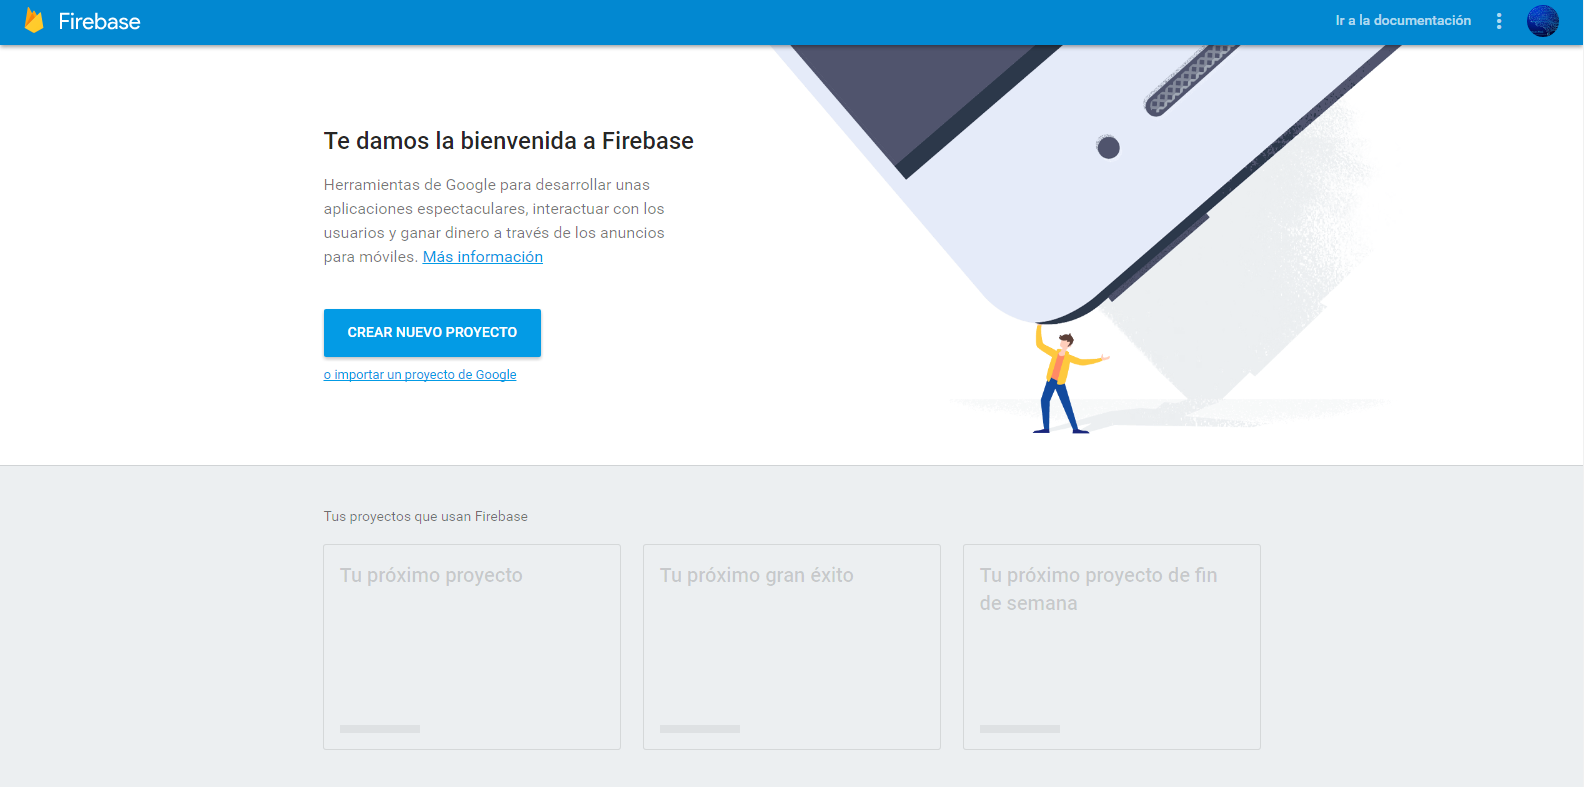 Firebase
Ir a la documentación
Te damos la bienvenida a Firebase
Herramientas de Google para desarrollar unas
aplicaciones espectaculares, interactuar con los
usuarios y ganar dinero a través de los anuncios
para móviles. Más información
CREAR NUEVO PROYECTO
o importar un proyecto de Google
Tus proyectos que usan Firebase
Tu próximo proyecto
Tu próximo gran éxito
Tu próximo proyecto de fin
de semana